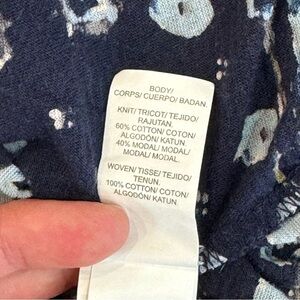 BODY/
CORPS/ CUERPO/ BADAN.
KNIT/ TRICOT/ TEJIDO/
RAJUTAN.
60% COTTON/ COTON/
ALGODÓN/ KATUN.
40% MODAL/ MODAL/
MODAL/ MODAL.
WOVEN/ TISSE/ TEJIDO/
TENUN.
100% COTTON/ COTON/
ALGODÓN/ KATUN.